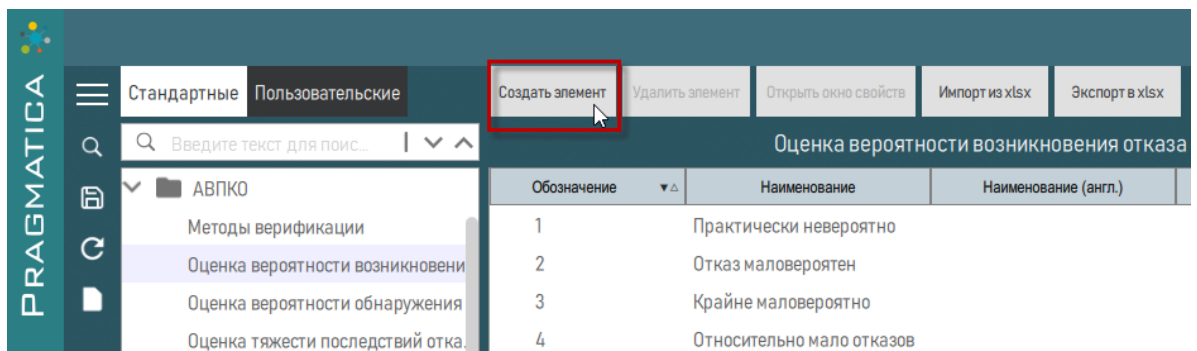 PRAGMATICA
Стандартные Пользовательские
Создать элемент Удалить элемент Открыть окно свойств Импорт из xlsx Экспорт в xlsx
Введите текст для поис...
Оценка вероятности возникновения отказа
АВПКО
Методы верификации
Оценка вероятности возникновени
Оценка вероятности обнаружения
Оценка тяжести последствий отка.
Обозначение Наименование Наименование (англ.)
1 Практически невероятно
2 Отказ маловероятен
3 Крайне маловероятно
4 Относительно мало отказов